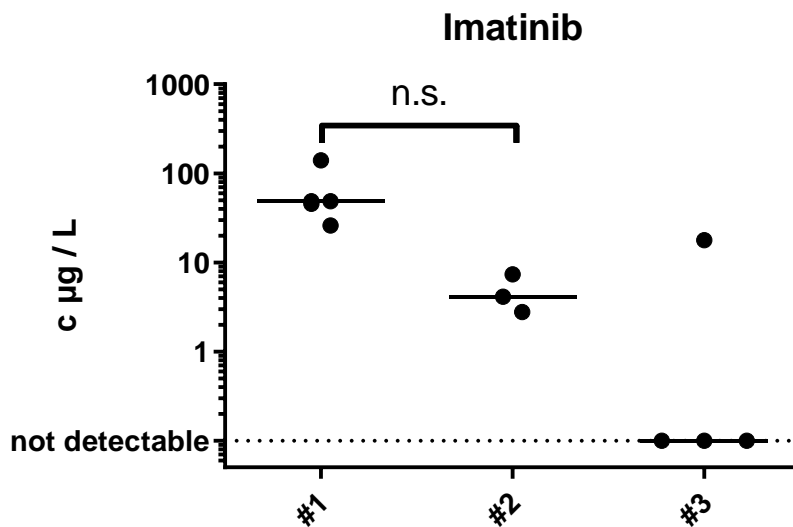 Imatinib
n.s.
c µg / L
1000
100
10
1
not detectable
#1
#2
#3